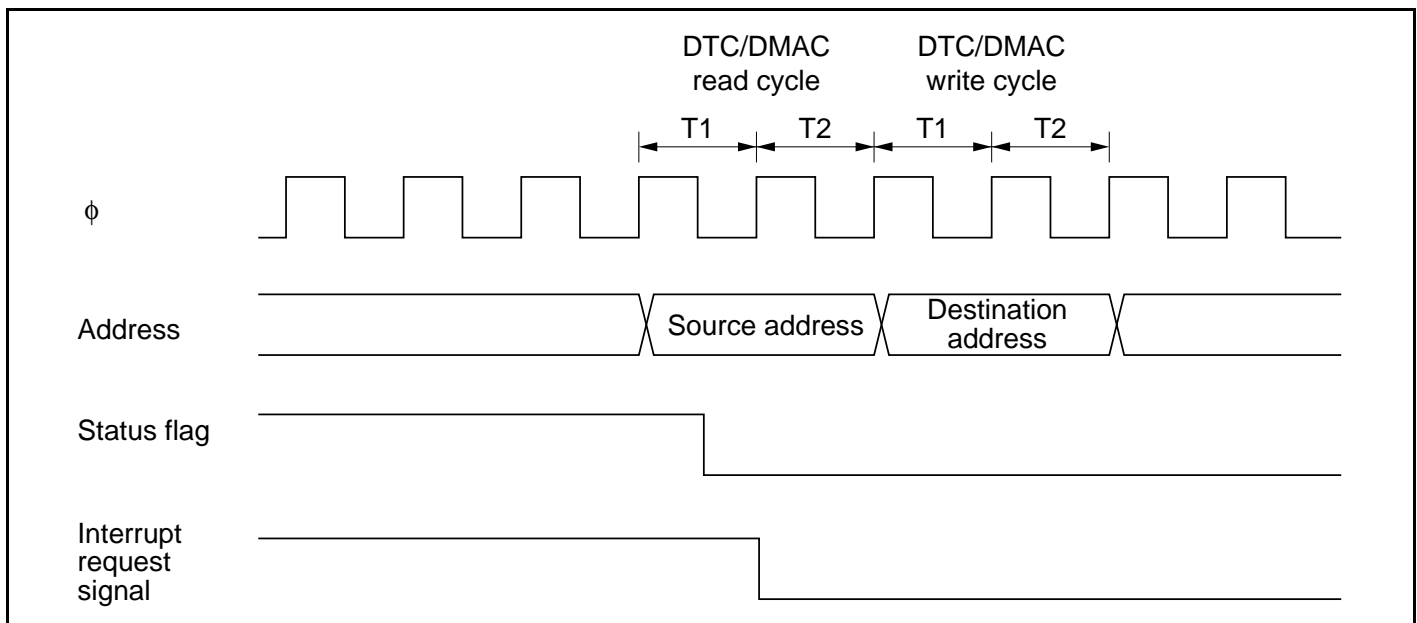 DTC/DMAC DTC/DMAC
read cycle write cycle
T1 T2 T1 T2
ϕ
Address
Source address
Destination
address
Status flag
Interrupt
request
signal